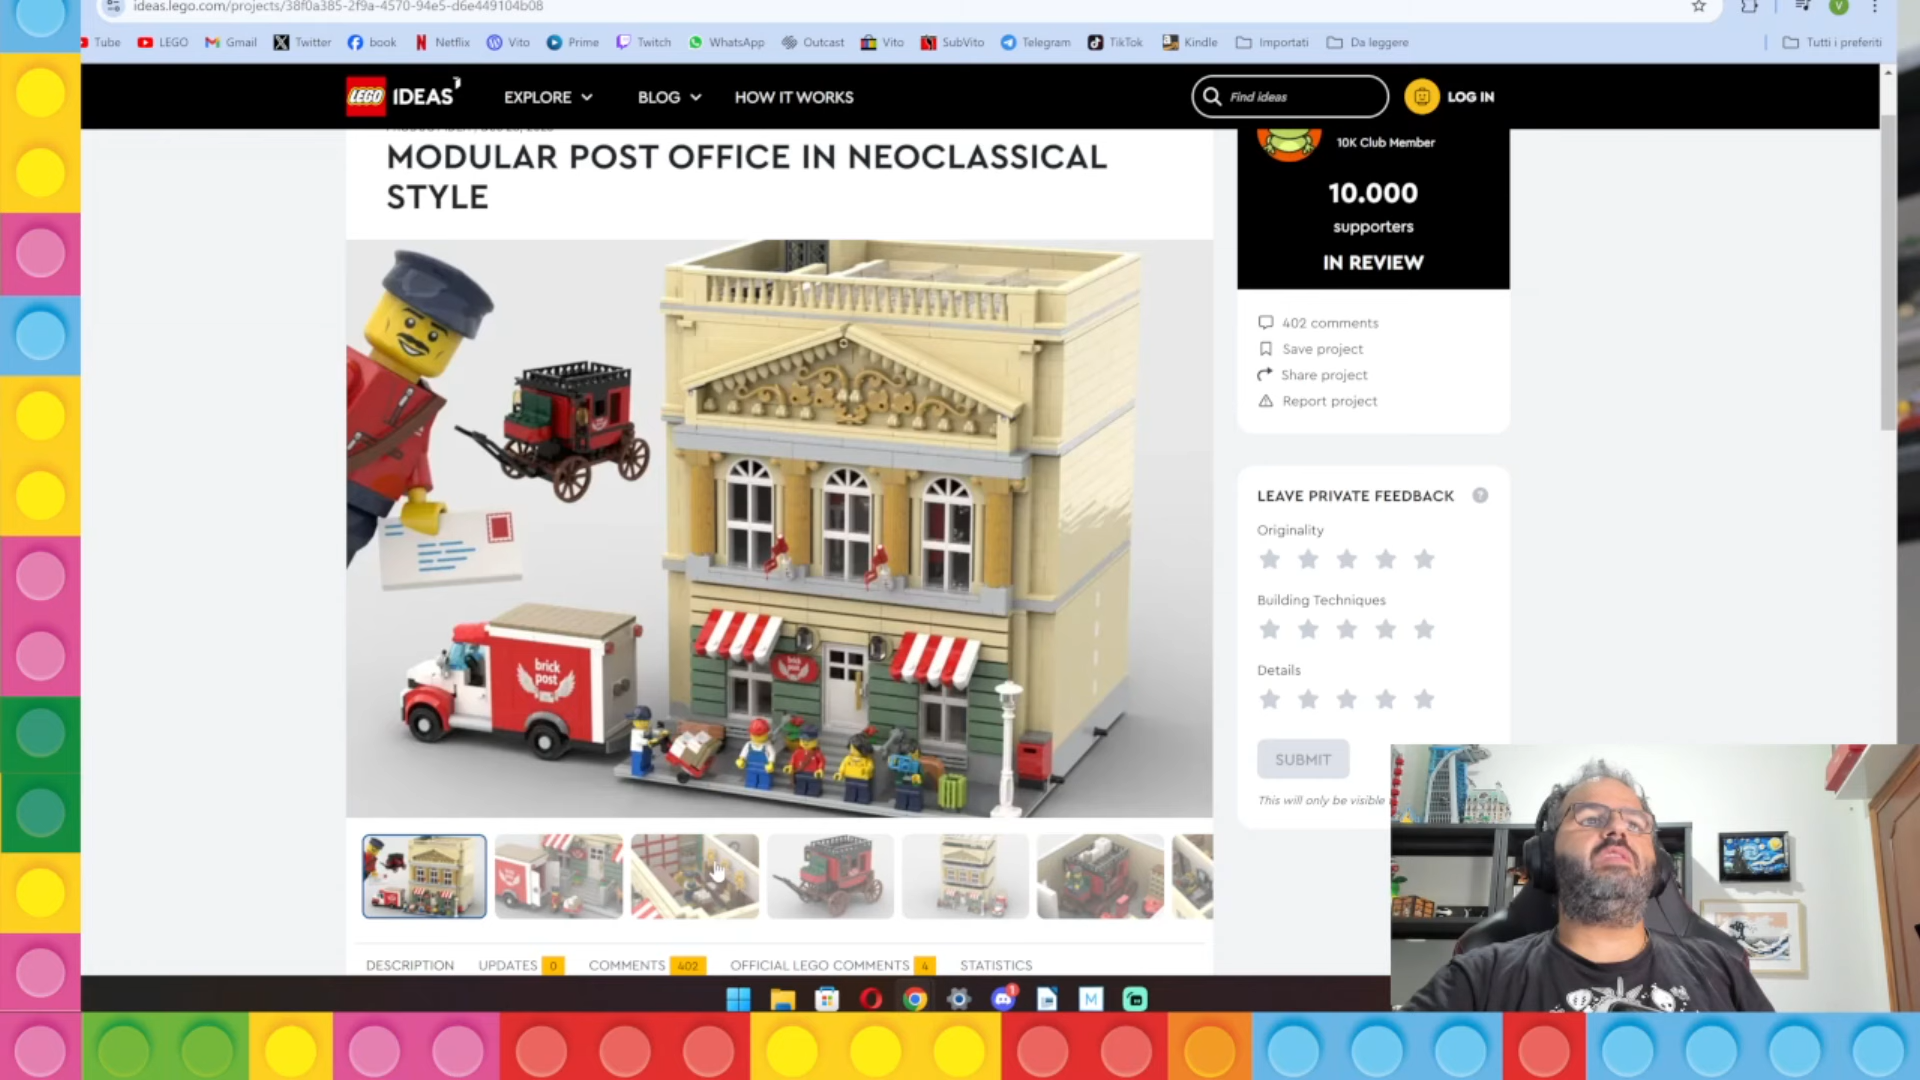 ideas.lego.com/projects/38f0a385-2f9a-4570-94e5-d6e449104b08
V
Tube LEGO Gmail Twitter book Netflix Vito Prime Twitch WhatsApp Outcast Vito SubVito Telegram TikTok Kindle Importati Da leggere Tutti i preferiti
LEGO IDEAS EXPLORE BLOG HOW IT WORKS Find ideas LOG IN
MODULAR POST OFFICE IN NEOCLASSICAL
STYLE
10K Club Member
10.000
supporters
IN REVIEW
402 comments
Save project
Share project
Report project
LEAVE PRIVATE FEEDBACK ?
Originality
Building Techniques
Details
SUBMIT
This will only be visible
brick
post
brick
post
DESCRIPTION UPDATES 0 COMMENTS 402 OFFICIAL LEGO COMMENTS 4 STATISTICS
1
M